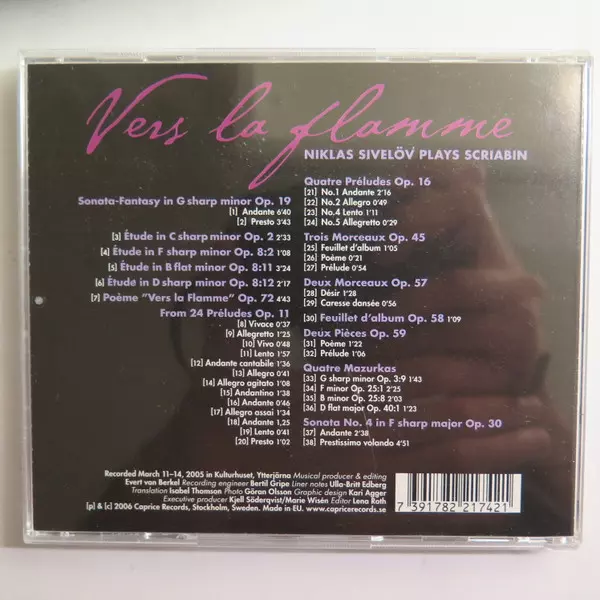 Vers la flamme
NIKLAS SIVELÖV PLAYS SCRIABIN
Sonata-Fantasy in G sharp minor Op. 19
[1] Andante 6'40
[2] Presto 3'43
[3] Étude in C sharp minor Op. 2 2'33
[4] Étude in F sharp minor Op. 8:2 1'08
[5] Étude in B flat minor Op. 8:11 3'24
[6] Étude in D sharp minor Op. 8:12 2'17
[7] Poème "Vers la Flamme" Op. 72 4'43
From 24 Préludes Op. 11
[8] Vivace 0'37
[9] Allegretto 1'25
[10] Vivo 0'48
[11] Lento 1'57
[12] Andante cantabile 1'36
[13] Allegro 0'41
[14] Allegro agitato 1'08
[15] Andantino 1'38
[16] Andante 0'46
[17] Allegro assai 1'34
[18] Andante 1,25
[19] Lento 0'41
[20] Presto 1'02
Quatre Préludes Op. 16
[21] No.1 Andante 2'16
[22] No.2 Allegro 0'49
[23] No.4 Lento 1'11
[24] No.5 Allegretto 0'29
Trois Morceaux Op. 45
[25] Feuillet d'album 1'05
[26] Poème 0'21
[27] Prélude 0'54
Deux Morceaux Op. 57
[28] Désir 1'28
[29] Caresse dansée 0'56
[30] Feuillet d'album Op. 58 1'09
Deux Pièces Op. 59
[31] Poème 1'22
[32] Prélude 1'06
Quatre Mazurkas
[33] G sharp minor Op. 3:9 1'43
[34] F minor Op. 25:1 2'25
[35] B minor Op. 25:8 2'03
[36] D flat major Op. 40:1 1'23
Sonata No. 4 in F sharp major Op. 30
[37] Andante 2'38
[38] Prestissimo volando 4'51
Recorded March 11–14, 2005 in Kulturhuset, Ytterjärna Musical producer & editing
Evert van Berkel Recording engineer Bertil Gripe Liner notes Ulla-Britt Edberg
Translation Isabel Thomson Photo Göran Olsson Graphic design Kari Agger
Executive producer Kjell Söderqvist/Marie Wisén Editor Lena Roth
[p] & [c] 2006 Caprice Records, Stockholm, Sweden. Made in EU. www.capricerecords.se
7 391782 217421